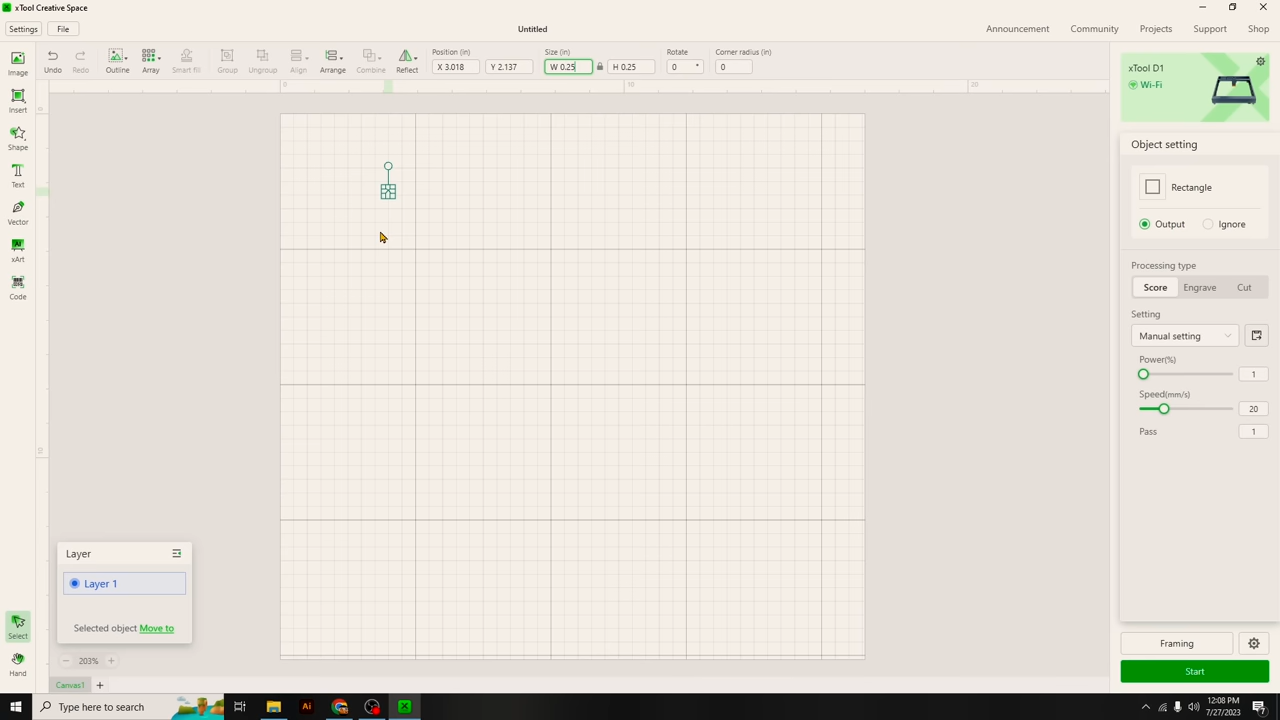 xTool Creative Space
Settings
File
Untitled
Announcement
Community
Projects
Support
Shop
Image
Insert
Shape
Text
Vector
xArt
Code
Select
Hand
Undo
Redo
Outline
Array
Smart fill
Group
Ungroup
Align
Arrange
Combine
Reflect
Position (in)
X 3.018
Y 2.137
Size (in)
W 0.25
H 0.25
Rotate
0 °
Corner radius (in)
0
0
10
20
0
10
xTool D1
Wi-Fi
Object setting
Rectangle
Output
Ignore
Processing type
Score
Engrave
Cut
Setting
Manual setting
Power(%)
1
Speed(mm/s)
20
Pass
1
Framing
Start
Layer
Layer 1
Selected object Move to
203%
Canvas1
Type here to search
Ai
12:08 PM
7/27/2023
7